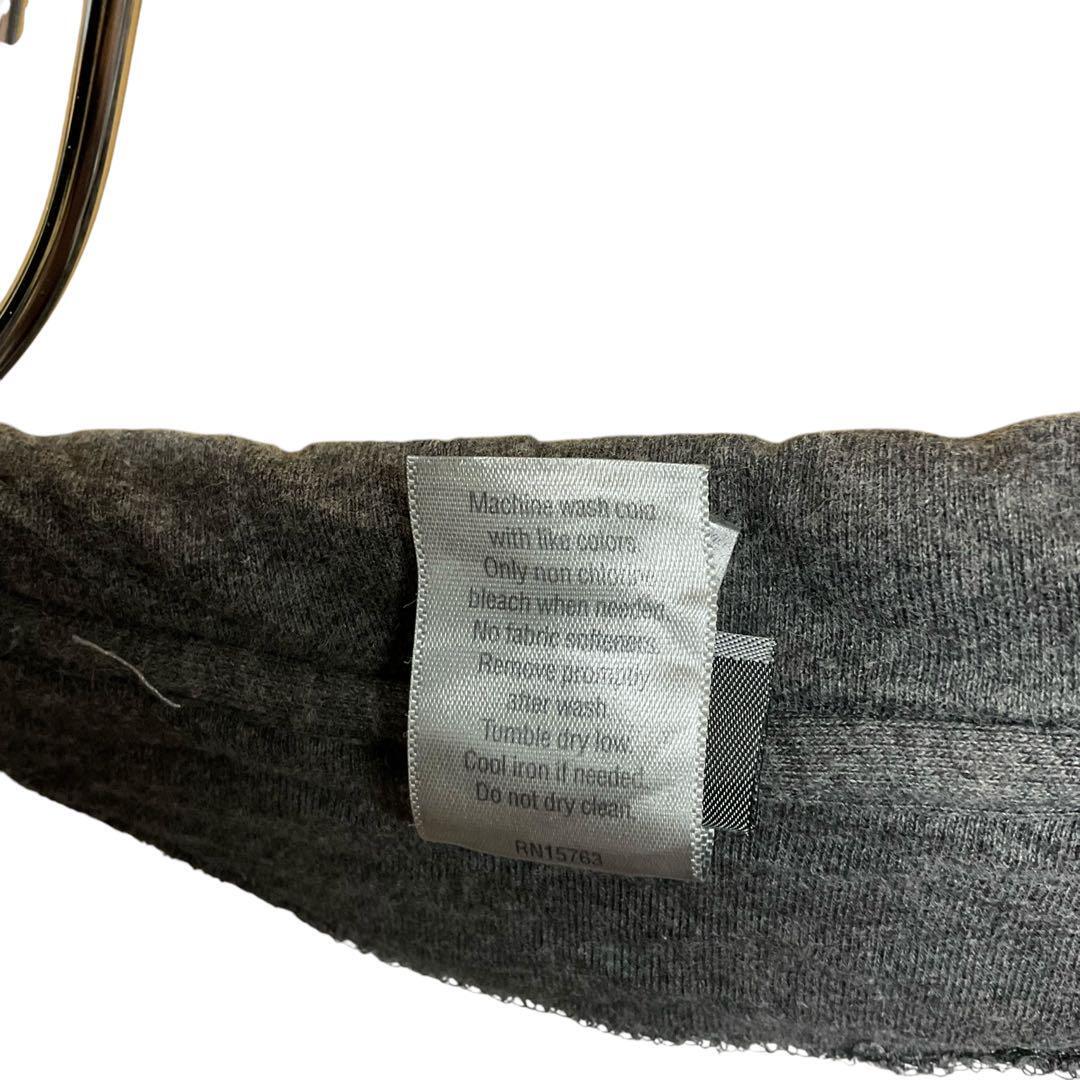 Machine wash cold
with like colors.
Only non chlorine
bleach when needed.
No fabric softeners.
Remove promptly
after wash.
Tumble dry low.
Cool iron if needed.
Do not dry clean.
RN15763